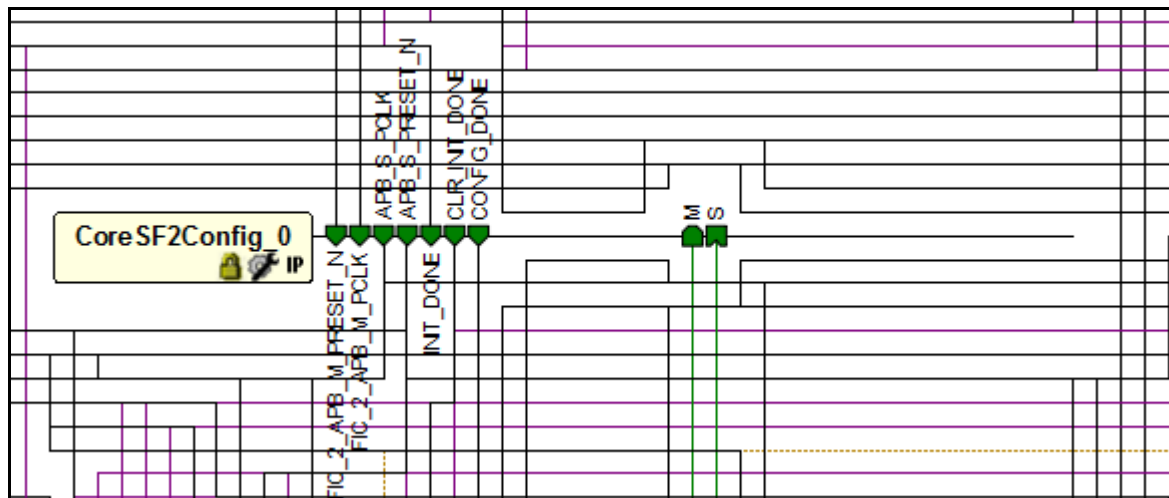 APB_S_PCLK
APB_S_PRESET_N
CLR_INT_DONE
CONFIG_DONE
M
S
CoreSF2Config_0
IP
FIC_2_APB_M_PRESET_N
FIC_2_APB_M_PCLK
INT_DONE